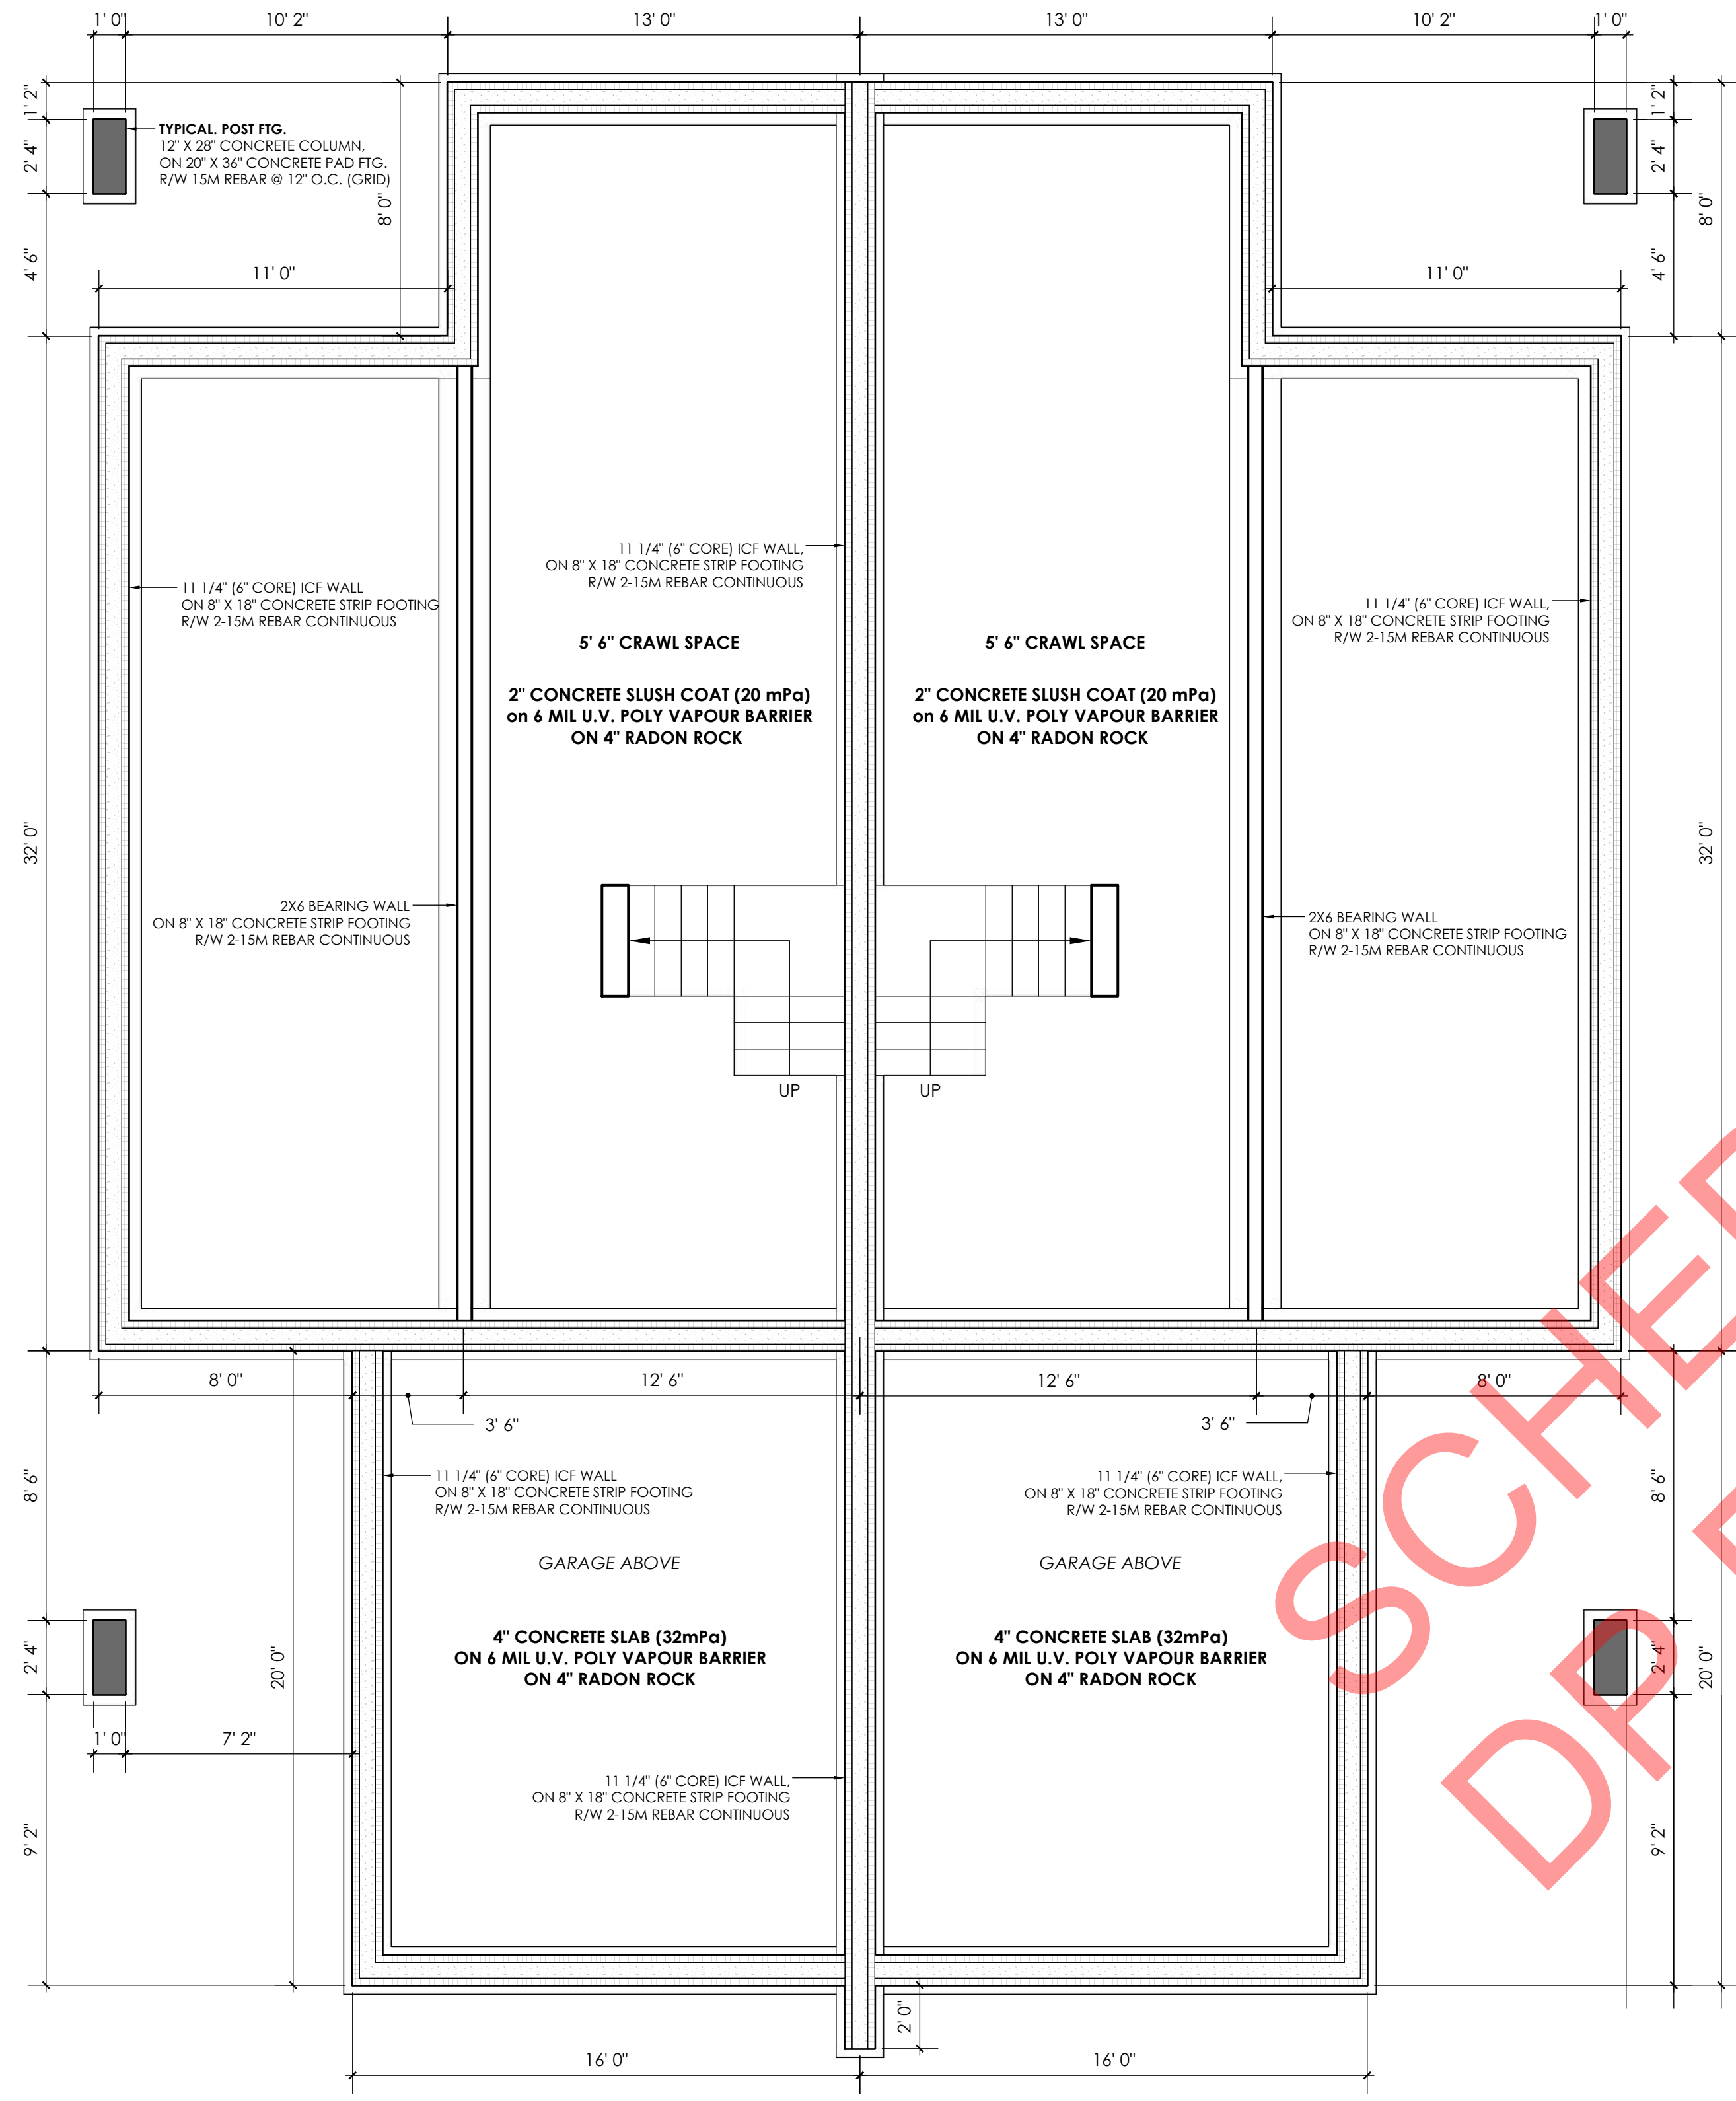 1' 0"
10' 2"
13' 0"
13' 0"
10' 2"
1' 0"
1' 2"
2' 4"
4' 6"
8' 0"
TYPICAL. POST FTG.
12" X 28" CONCRETE COLUMN,
ON 20" X 36" CONCRETE PAD FTG.
R/W 15M REBAR @ 12" O.C. (GRID)
1' 2"
2' 4"
4' 6"
8' 0"
11' 0"
11' 0"
11 1/4" (6" CORE) ICF WALL,
ON 8" X 18" CONCRETE STRIP FOOTING
R/W 2-15M REBAR CONTINUOUS
11 1/4" (6" CORE) ICF WALL
ON 8" X 18" CONCRETE STRIP FOOTING
R/W 2-15M REBAR CONTINUOUS
11 1/4" (6" CORE) ICF WALL,
ON 8" X 18" CONCRETE STRIP FOOTING
R/W 2-15M REBAR CONTINUOUS
5' 6" CRAWL SPACE
2" CONCRETE SLUSH COAT (20 mPa)
on 6 MIL U.V. POLY VAPOUR BARRIER
ON 4" RADON ROCK
5' 6" CRAWL SPACE
2" CONCRETE SLUSH COAT (20 mPa)
on 6 MIL U.V. POLY VAPOUR BARRIER
ON 4" RADON ROCK
32' 0"
32' 0"
2X6 BEARING WALL
ON 8" X 18" CONCRETE STRIP FOOTING
R/W 2-15M REBAR CONTINUOUS
2X6 BEARING WALL
ON 8" X 18" CONCRETE STRIP FOOTING
R/W 2-15M REBAR CONTINUOUS
UP
UP
8' 0"
12' 6"
12' 6"
8' 0"
3' 6"
3' 6"
11 1/4" (6" CORE) ICF WALL
ON 8" X 18" CONCRETE STRIP FOOTING
R/W 2-15M REBAR CONTINUOUS
11 1/4" (6" CORE) ICF WALL,
ON 8" X 18" CONCRETE STRIP FOOTING
R/W 2-15M REBAR CONTINUOUS
8' 6"
8' 6"
GARAGE ABOVE
GARAGE ABOVE
4" CONCRETE SLAB (32mPa)
ON 6 MIL U.V. POLY VAPOUR BARRIER
ON 4" RADON ROCK
4" CONCRETE SLAB (32mPa)
ON 6 MIL U.V. POLY VAPOUR BARRIER
ON 4" RADON ROCK
2' 4"
20' 0"
2' 4"
20' 0"
1' 0"
7' 2"
11 1/4" (6" CORE) ICF WALL,
ON 8" X 18" CONCRETE STRIP FOOTING
R/W 2-15M REBAR CONTINUOUS
9' 2"
9' 2"
2' 0"
16' 0"
16' 0"
SCHE
DP